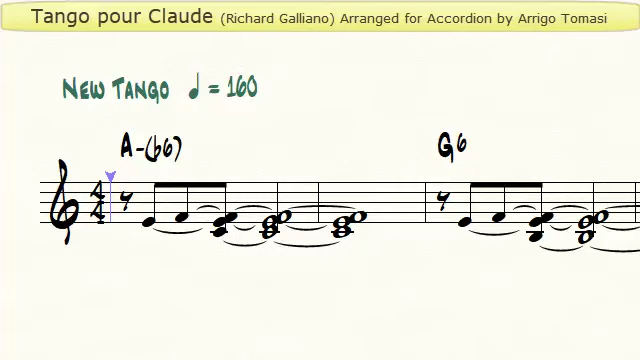 Tango pour Claude (Richard Galliano) Arranged for Accordion by Arrigo Tomasi
NEW TANGO ♩ = 160
A-(b6) G6
4
4